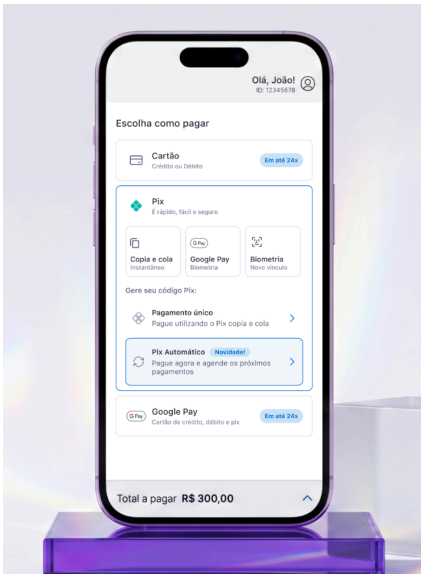 Olá, João!
ID: 12345678
Escolha como pagar
Cartão
Crédito ou Débito
Em até 24x
Pix
É rápido, fácil e seguro
G Pay
Copia e cola
Instantâneo
Google Pay
Biometria
Biometria
Novo vínculo
Gere seu código Pix:
Pagamento único
Pague utilizando o Pix copia e cola
Pix Automático Novidade!
Pague agora e agende os próximos
pagamentos
G Pay
Google Pay
Cartão de crédito, débito e pix
Em até 24x
Total a pagar R$ 300,00